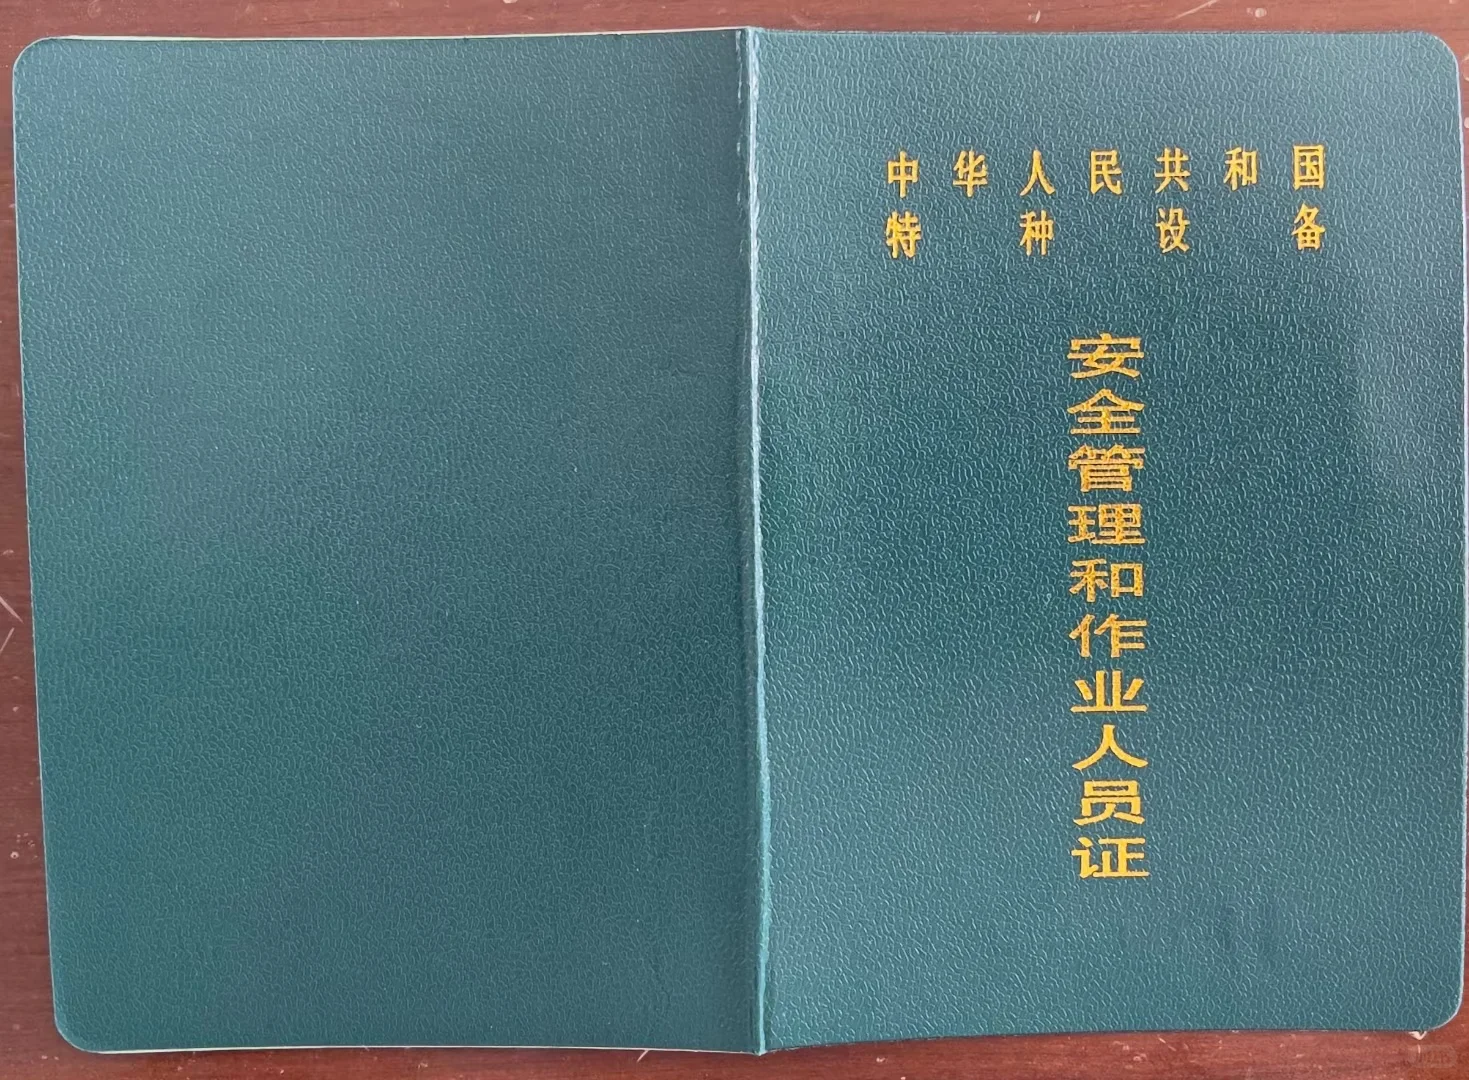 中华人民共和国
特种设备
安全管理和作业人员证